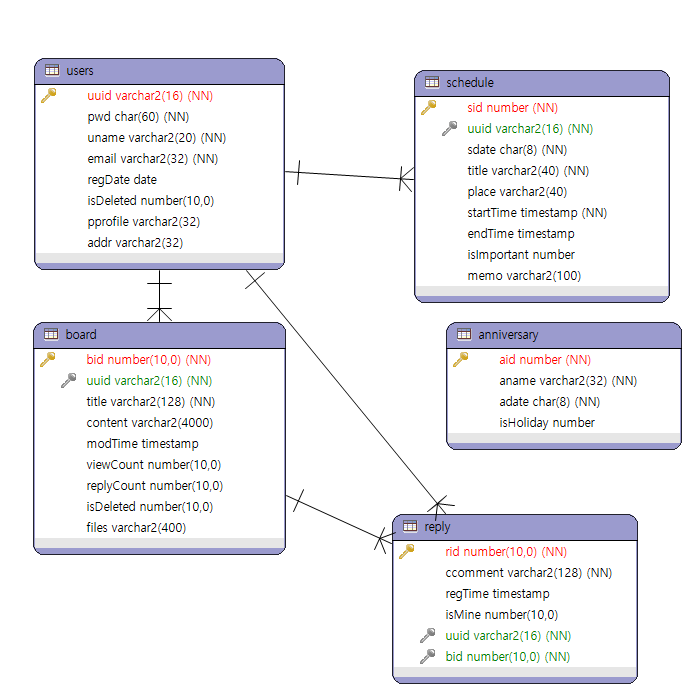 users
uuid varchar2(16) (NN)
pwd char(60) (NN)
uname varchar2(20) (NN)
email varchar2(32) (NN)
regDate date
isDeleted number(10,0)
pprofile varchar2(32)
addr varchar2(32)
schedule
sid number (NN)
uuid varchar2(16) (NN)
sdate char(8) (NN)
title varchar2(40) (NN)
place varchar2(40)
startTime timestamp (NN)
endTime timestamp
isImportant number
memo varchar2(100)
board
bid number(10,0) (NN)
uuid varchar2(16) (NN)
title varchar2(128) (NN)
content varchar2(4000)
modTime timestamp
viewCount number(10,0)
replyCount number(10,0)
isDeleted number(10,0)
files varchar2(400)
anniversary
aid number (NN)
aname varchar2(32) (NN)
adate char(8) (NN)
isHoliday number
reply
rid number(10,0) (NN)
ccomment varchar2(128) (NN)
regTime timestamp
isMine number(10,0)
uuid varchar2(16) (NN)
bid number(10,0) (NN)